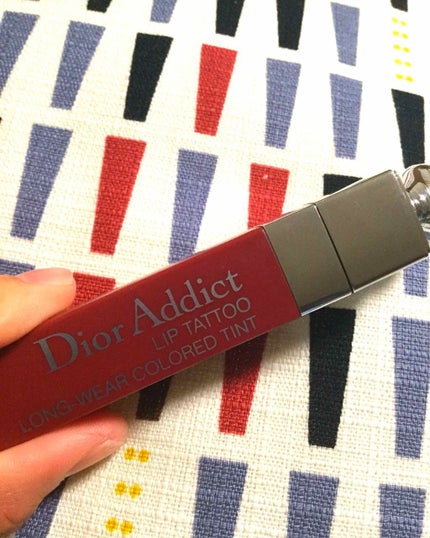 Dior Addict
LIP TATTOO
LONG-WEAR COLORED TINT